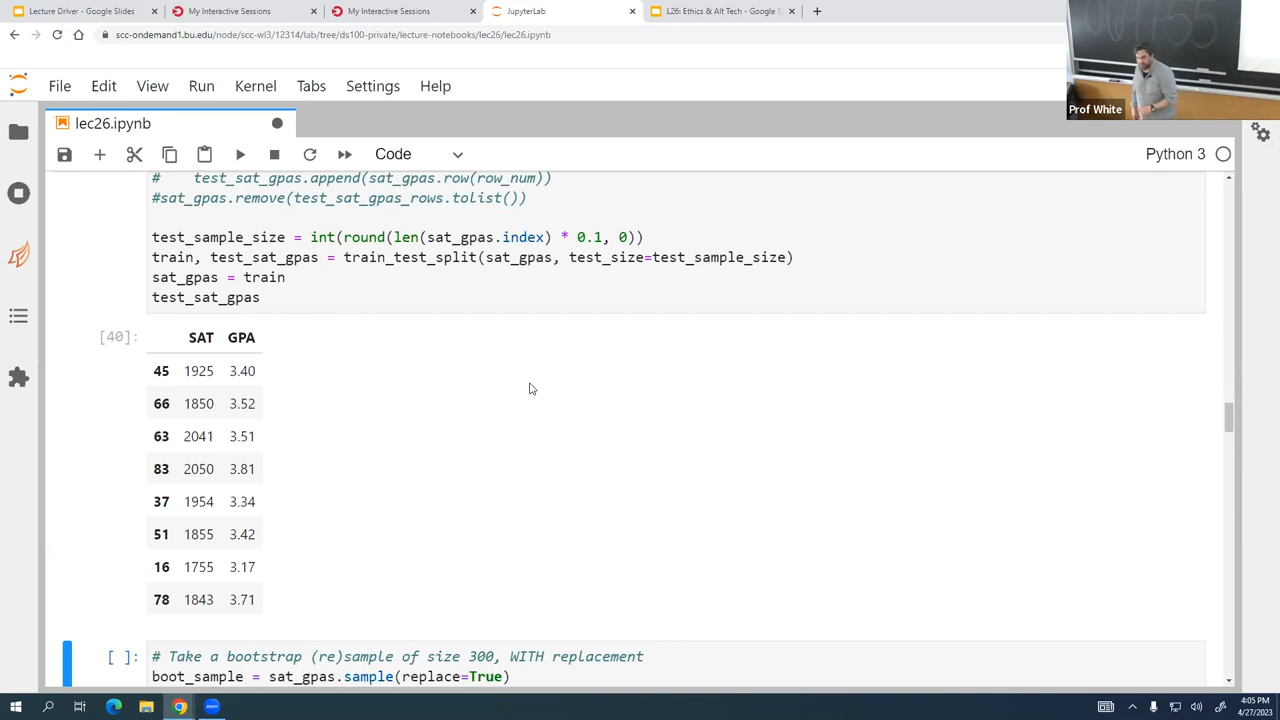 Lecture Driver - Google Slides
My Interactive Sessions
My Interactive Sessions
JupyterLab
L26: Ethics & Alt Tech - Google S
scc-ondemand1.bu.edu/node/scc-wl3/12314/lab/tree/ds100-private/lecture-notebooks/lec26/lec26.ipynb
Prof White
File Edit View Run Kernel Tabs Settings Help
lec26.ipynb
Code
Python 3
# test_sat_gpas.append(sat_gpas.row(row_num))
#sat_gpas.remove(test_sat_gpas_rows.tolist())
test_sample_size = int(round(len(sat_gpas.index) * 0.1, 0))
train, test_sat_gpas = train_test_split(sat_gpas, test_size=test_sample_size)
sat_gpas = train
test_sat_gpas
[40]: SAT GPA
45 1925 3.40
66 1850 3.52
63 2041 3.51
83 2050 3.81
37 1954 3.34
51 1855 3.42
16 1755 3.17
78 1843 3.71
[ ]: # Take a bootstrap (re)sample of size 300, WITH replacement
boot_sample = sat_gpas.sample(replace=True)
4:05 PM
4/27/2023